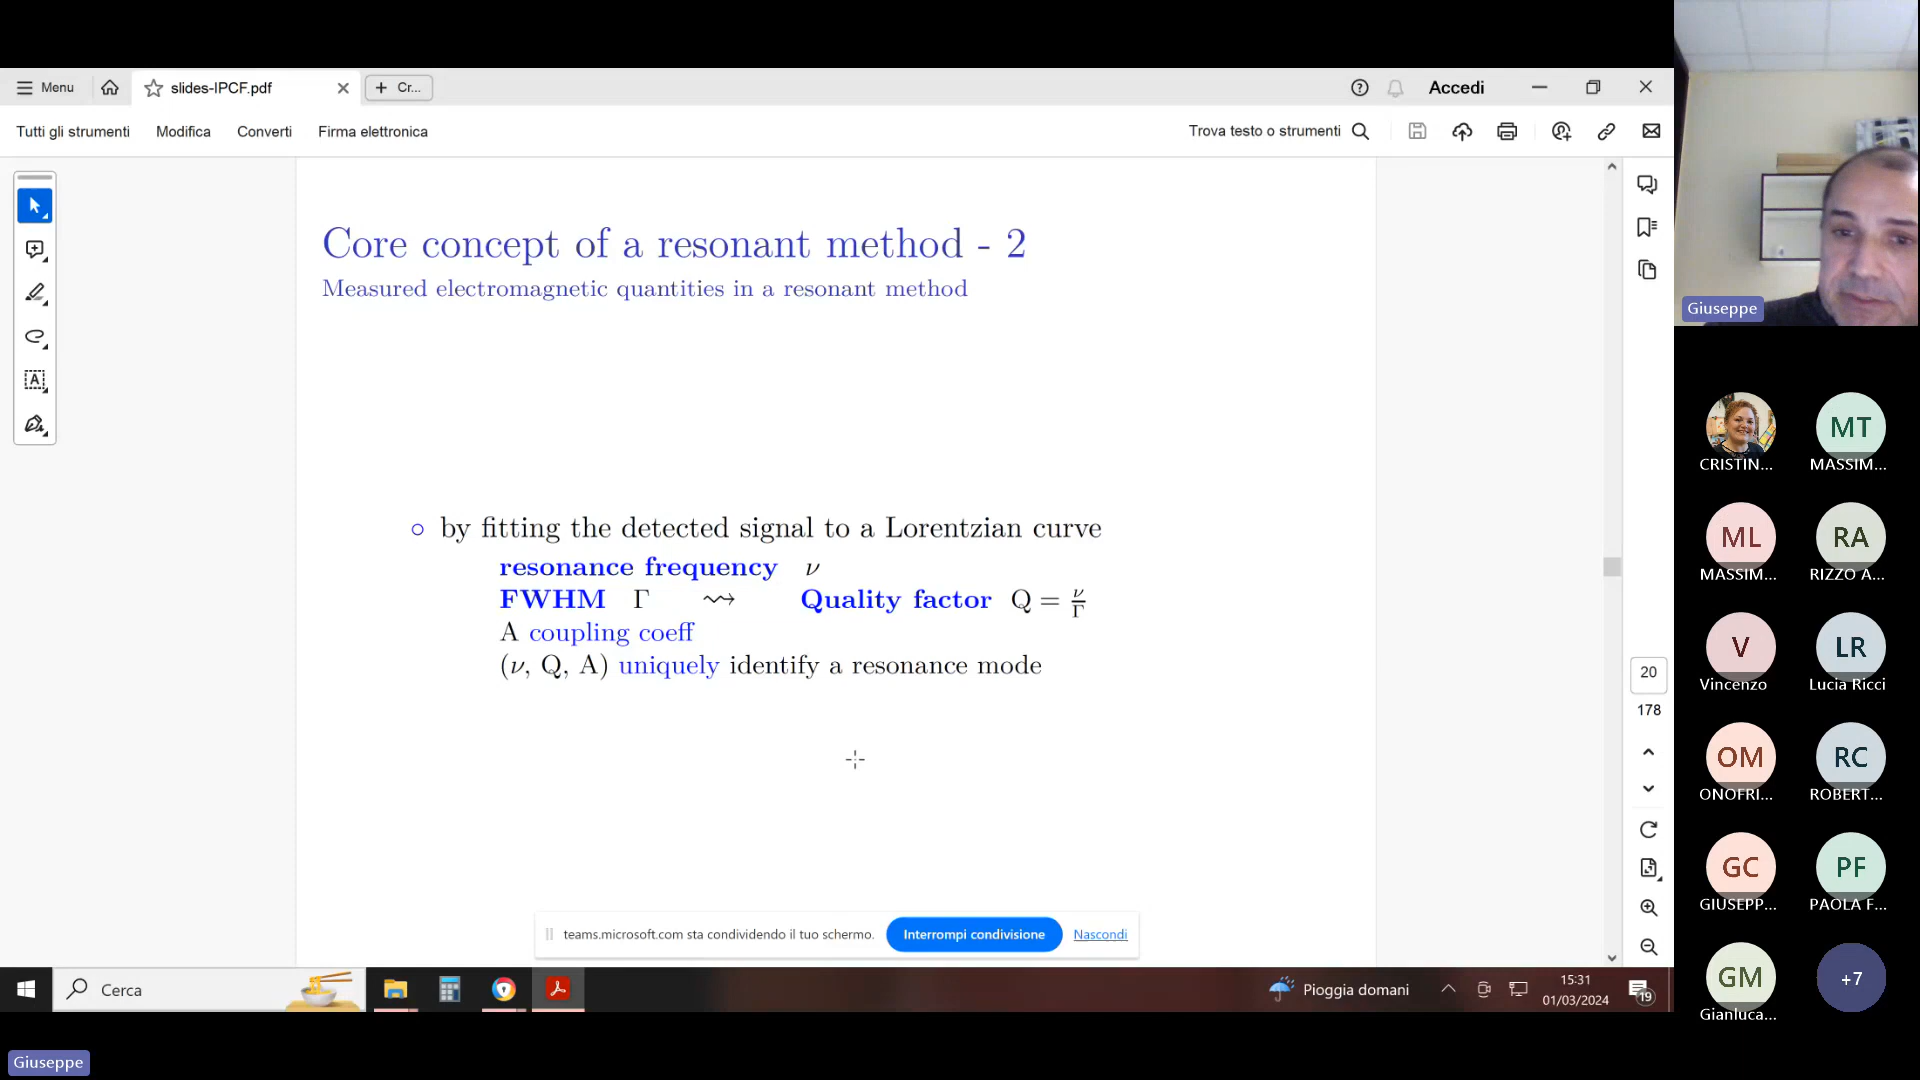 Menu
slides-IPCF.pdf
Cr...
Accedi
Tutti gli strumenti Modifica Converti Firma elettronica
Trova testo o strumenti
Core concept of a resonant method - 2
Measured electromagnetic quantities in a resonant method
by fitting the detected signal to a Lorentzian curve
resonance frequency ν
FWHM Γ ⇝ Quality factor Q = ν/Γ
A coupling coeff
(ν, Q, A) uniquely identify a resonance mode
20
178
teams.microsoft.com sta condividendo il tuo schermo. Interrompi condivisione Nascondi
Cerca
Pioggia domani
15:31
01/03/2024
19
Giuseppe
Giuseppe
CRISTIN...
MT
MASSIM...
ML
MASSIM...
RA
RIZZO A...
V
Vincenzo
LR
Lucia Ricci
OM
ONOFRI...
RC
ROBERT...
GC
GIUSEPP...
PF
PAOLA F...
GM
Gianluca...
+7